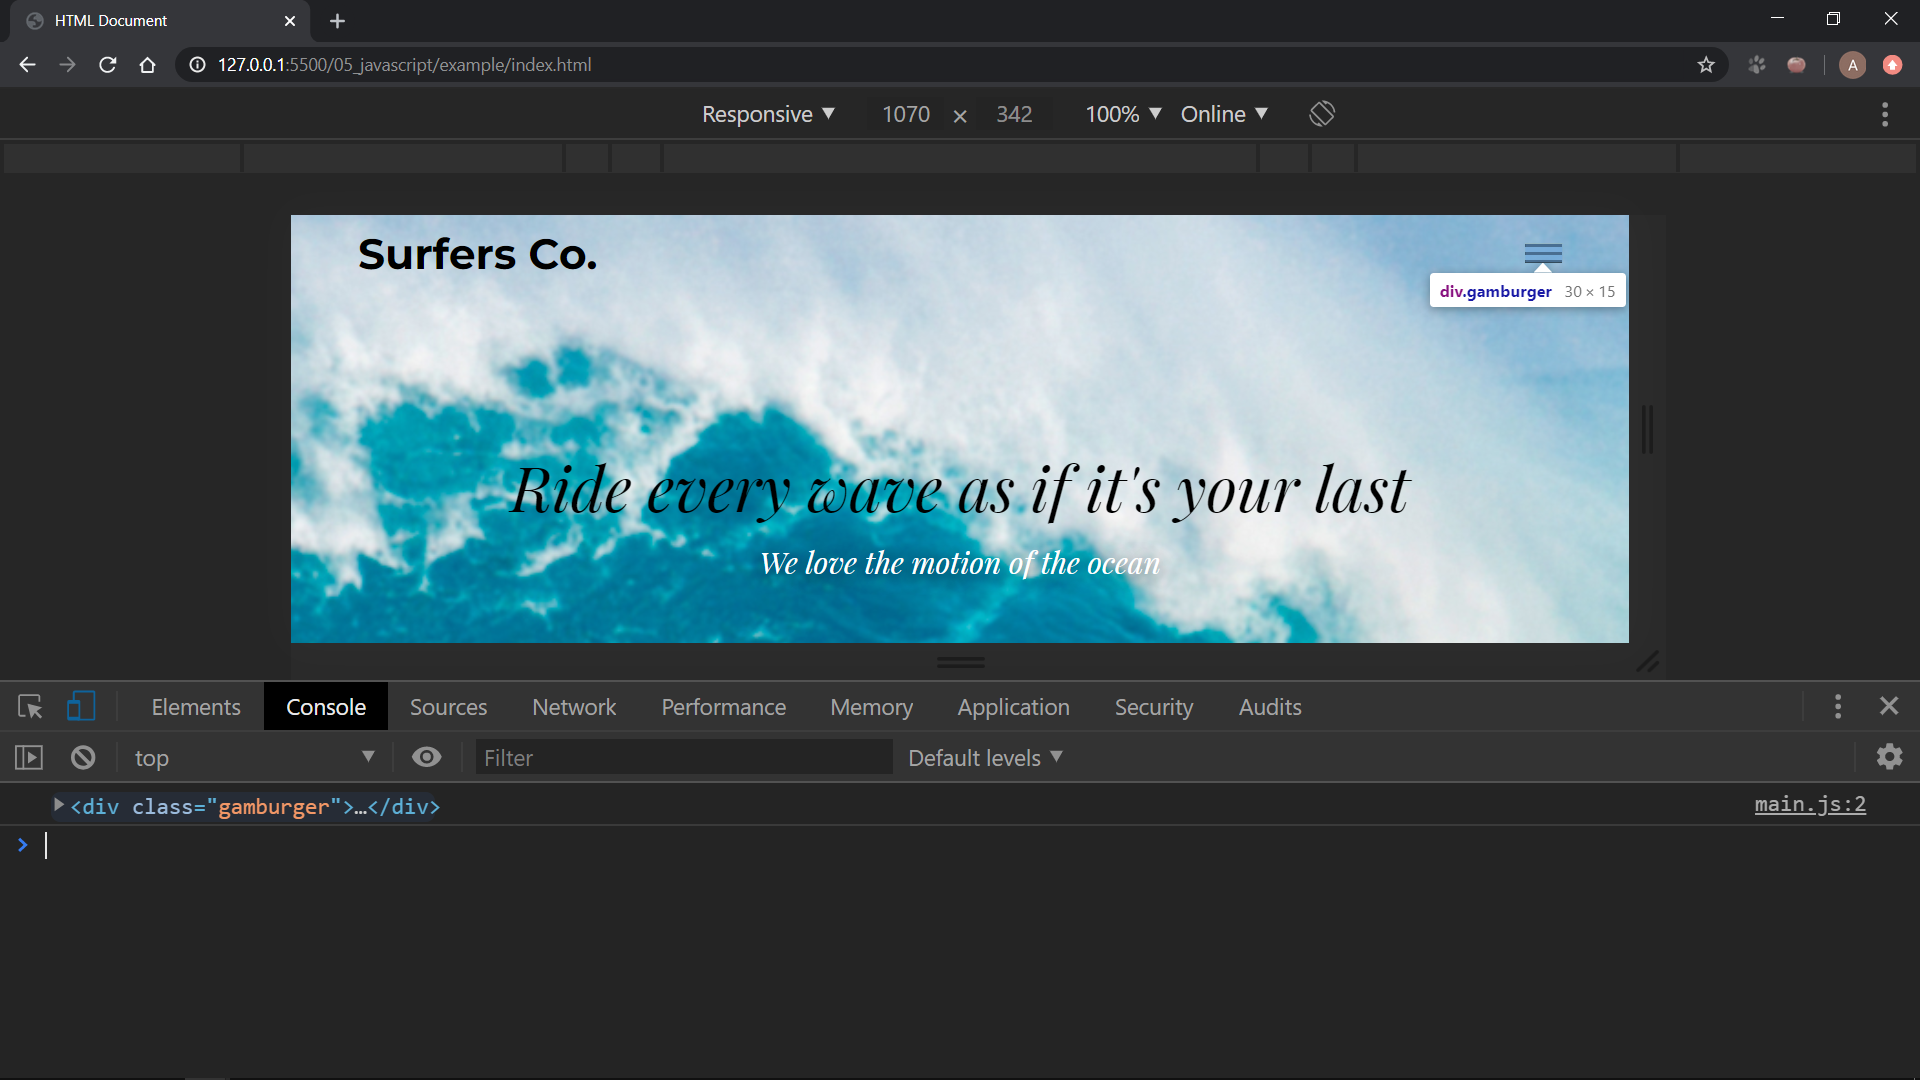 HTML Document
127.0.0.1:5500/05_javascript/example/index.html
A
Responsive ▼ 1070 × 342 100% ▼ Online ▼
Surfers Co.
div.gamburger 30 × 15
Ride every wave as if it's your last
We love the motion of the ocean
Elements Console Sources Network Performance Memory Application Security Audits
top ▼ Filter Default levels ▼
<div class="gamburger">…</div> main.js:2
>